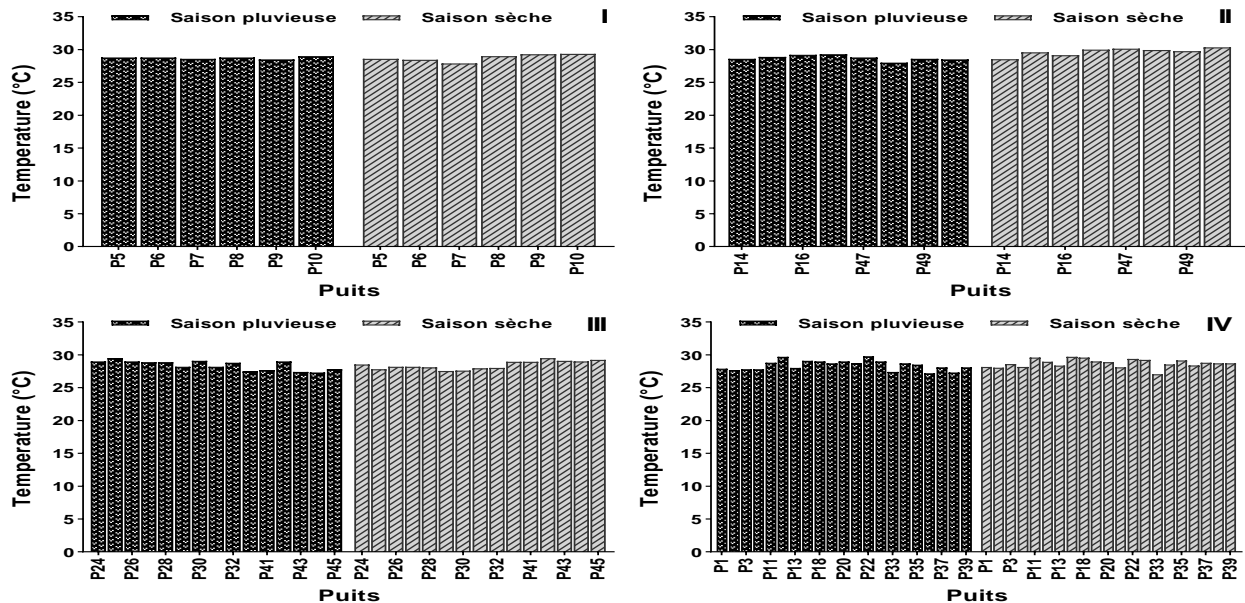 Saison pluvieuse Saison sèche I
Temperature (°C)
35
30
25
20
15
10
5
0
P5 P6 P7 P8 P9 P10 P5 P6 P7 P8 P9 P10
Puits
Saison pluvieuse Saison sèche II
Temperature (°C)
35
30
25
20
15
10
5
0
P14 P16 P47 P49 P14 P16 P47 P49
Puits
Saison pluvieuse Saison sèche III
Temperature (°C)
35
30
25
20
15
10
5
0
P24 P26 P28 P30 P32 P41 P43 P45 P24 P26 P28 P30 P32 P41 P43 P45
Puits
Saison pluvieuse Saison sèche IV
Temperature (°C)
35
30
25
20
15
10
5
0
P1 P3 P11 P13 P18 P20 P22 P33 P35 P37 P39 P1 P3 P11 P13 P18 P20 P22 P33 P35 P37 P39
Puits